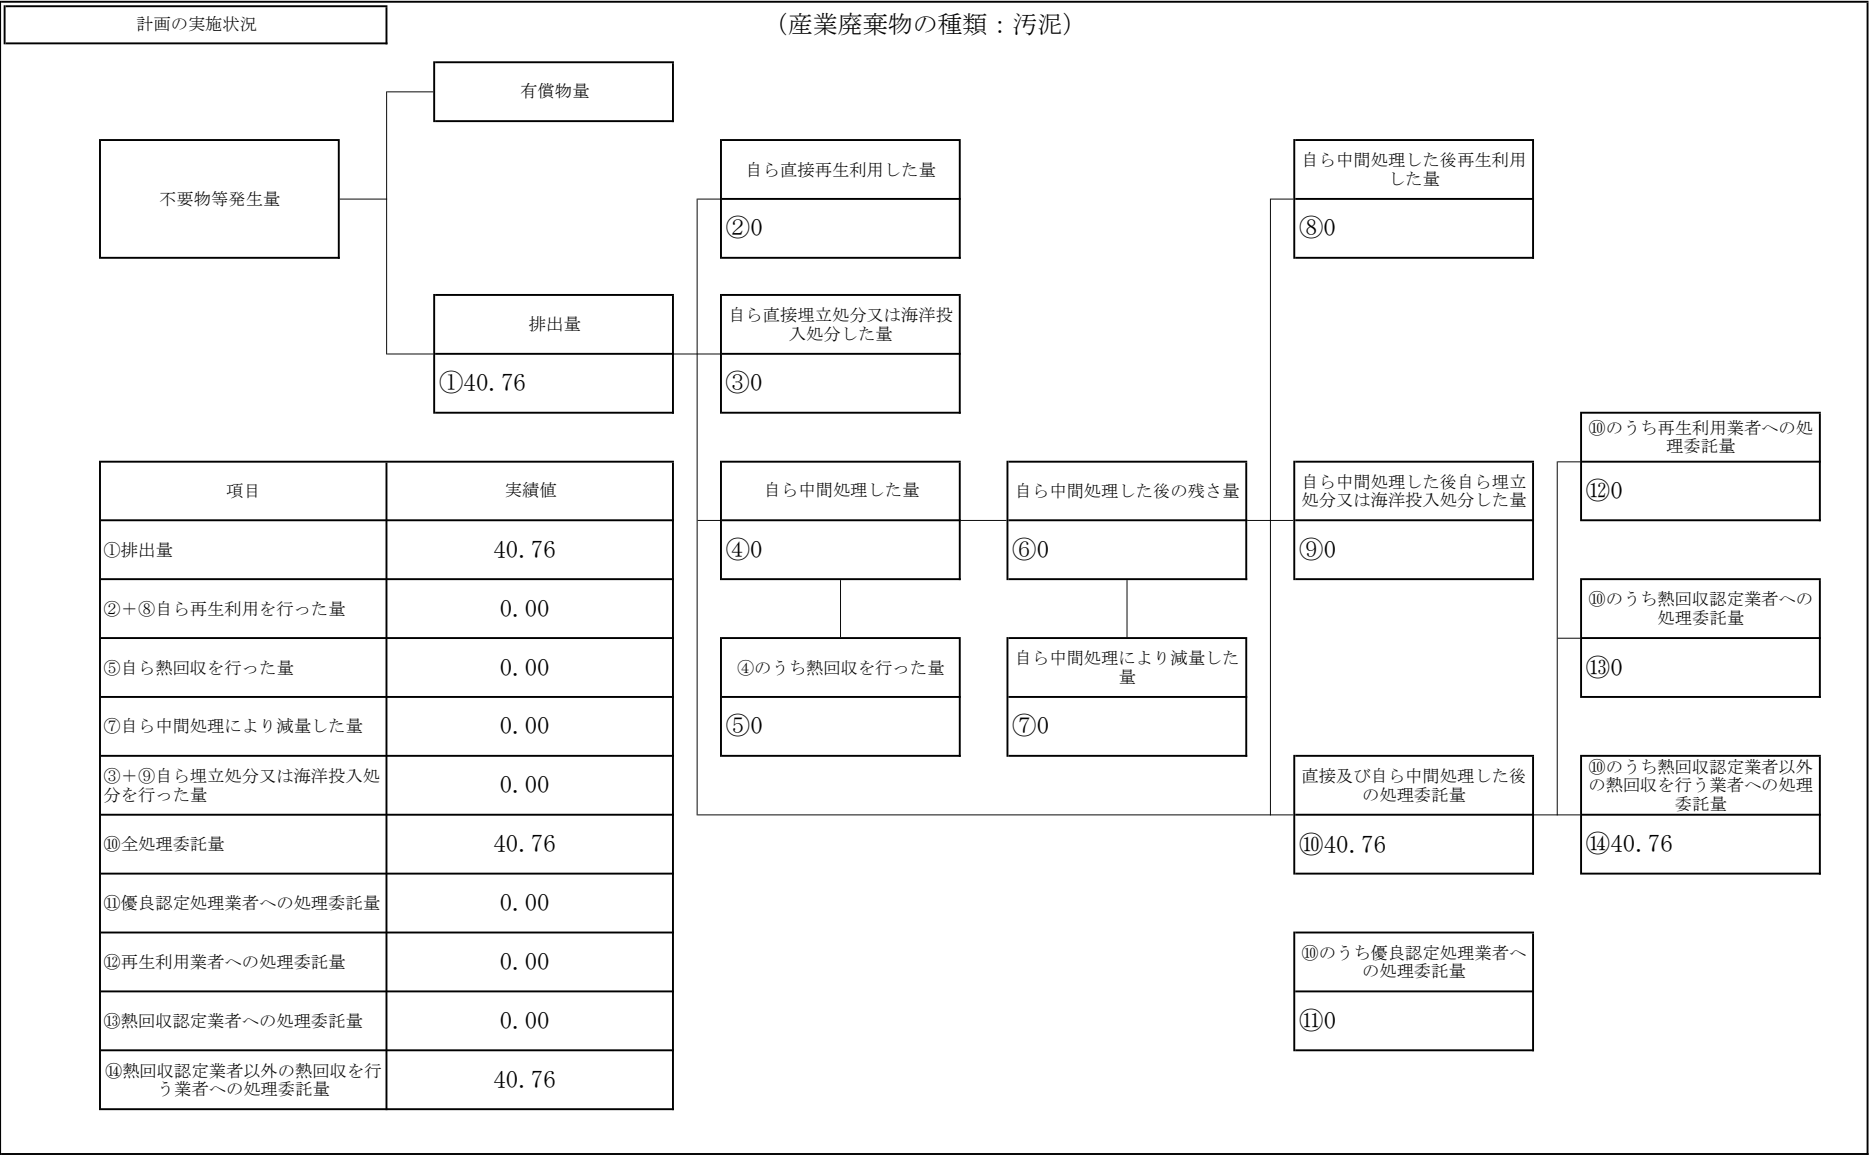 計画の実施状況
（産業廃棄物の種類：汚泥）
有償物量
不要物等発生量
自ら直接再生利用した量
②0
自ら中間処理した後再生利用
した量
⑧0
排出量
①40.76
自ら直接埋立処分又は海洋投
入処分した量
③0
⑩のうち再生利用業者への処
理委託量
⑫0
自ら中間処理した量
④0
自ら中間処理した後の残さ量
⑥0
自ら中間処理した後自ら埋立
処分又は海洋投入処分した量
⑨0
⑩のうち熱回収認定業者への
処理委託量
⑬0
④のうち熱回収を行った量
⑤0
自ら中間処理により減量した
量
⑦0
直接及び自ら中間処理した後
の処理委託量
⑩40.76
⑩のうち熱回収認定業者以外
の熱回収を行う業者への処理
委託量
⑭40.76
⑩のうち優良認定処理業者へ
の処理委託量
⑪0
項目 実績値
①排出量 40.76
②＋⑧自ら再生利用を行った量 0.00
⑤自ら熱回収を行った量 0.00
⑦自ら中間処理により減量した量 0.00
③＋⑨自ら埋立処分又は海洋投入処
分を行った量 0.00
⑩全処理委託量 40.76
⑪優良認定処理業者への処理委託量 0.00
⑫再生利用業者への処理委託量 0.00
⑬熱回収認定業者への処理委託量 0.00
⑭熱回収認定業者以外の熱回収を行
う業者への処理委託量 40.76